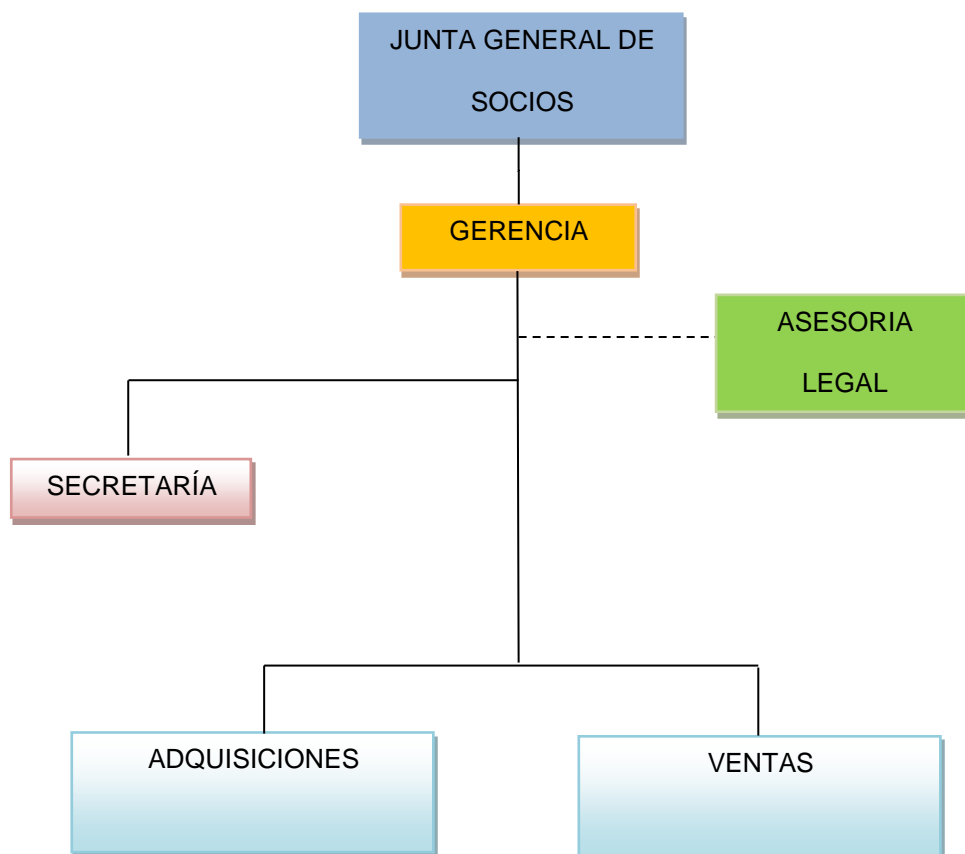 JUNTA GENERAL DE
SOCIOS
GERENCIA
ASESORIA
LEGAL
SECRETARÍA
ADQUISICIONES
VENTAS